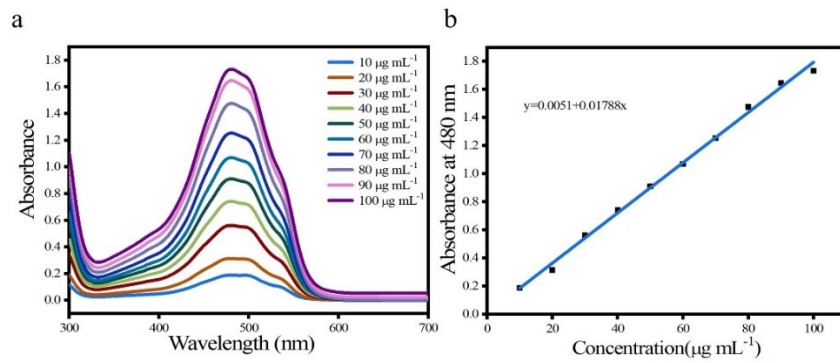 a
1.8
1.6
1.4
1.2
1.0
0.8
0.6
0.4
0.2
0.0
Absorbance
300
400
500
600
700
Wavelength (nm)
10 µg mL⁻¹
20 µg mL⁻¹
30 µg mL⁻¹
40 µg mL⁻¹
50 µg mL⁻¹
60 µg mL⁻¹
70 µg mL⁻¹
80 µg mL⁻¹
90 µg mL⁻¹
100 µg mL⁻¹
b
1.8
1.6
1.4
1.2
1.0
0.8
0.6
0.4
0.2
0.0
Absorbance at 480 nm
y=0.0051+0.01788x
0
20
40
60
80
100
Concentration(µg mL⁻¹)